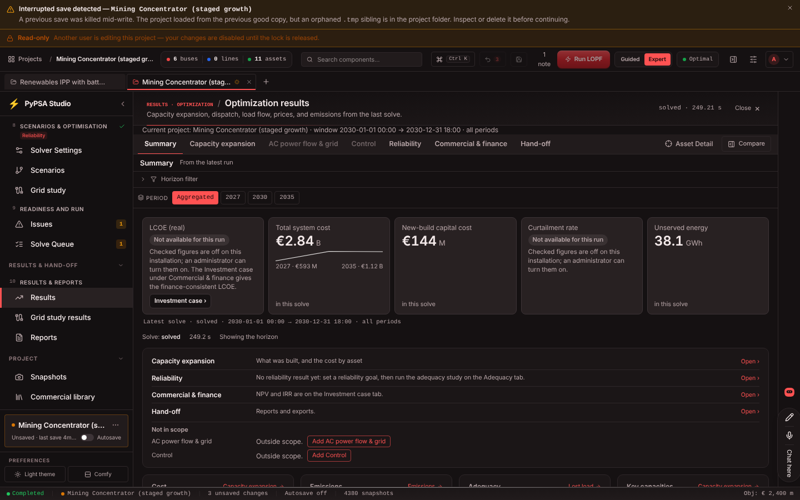 Interrupted save detected — Mining Concentrator (staged growth)
A previous save was killed mid-write. The project loaded from the previous good copy, but an orphaned .tmp sibling is in the project folder. Inspect or delete it before continuing.
Read-only Another user is editing this project — your changes are disabled until the lock is released.
Projects / Mining Concentrator (staged gr... 6 buses 0 lines 11 assets Search components... Ctrl K 0 1 note Run LOPF Guided Expert Optimal A
Renewables IPP with batt... Mining Concentrator (stag...
PyPSA Studio
SCENARIOS & OPTIMISATION
Reliability
Solver Settings
Scenarios
Grid study
READINESS AND RUN
Issues 1
Solve Queue 1
RESULTS & HAND-OFF
RESULTS & REPORTS
Results
Grid study results
Reports
PROJECT
Snapshots
Commercial library
Mining Concentrator (s...
Unsaved · last save 4m... Autosave
PREFERENCES
Light theme Comfy
RESULTS · OPTIMIZATION / Optimization results
Capacity expansion, dispatch, load flow, prices, and emissions from the last solve.
solved · 249.21 s Close
Current project: Mining Concentrator (staged growth) · window 2030-01-01 00:00 → 2030-12-31 18:00 · all periods
Summary Capacity expansion AC power flow & grid Control Reliability Commercial & finance Hand-off Asset Detail Compare
Summary From the latest run
Horizon filter
PERIOD Aggregated 2027 2030 2035
LCOE (real)
Not available for this run
Checked figures are off on this installation; an administrator can turn them on. The Investment case under Commercial & finance gives the finance-consistent LCOE.
Investment case ›
Total system cost
€2.84 B
2027 · €593 M 2035 · €1.12 B
in this solve
New-build capital cost
€144 M
in this solve
Curtailment rate
Not available for this run
Checked figures are off on this installation; an administrator can turn them on.
Unserved energy
38.1 GWh
in this solve
Latest solve · solved · 2030-01-01 00:00 → 2030-12-31 18:00 · all periods
Solve: solved 249.2 s Showing the horizon
Capacity expansion What was built, and the cost by asset Open ›
Reliability No reliability result yet: set a reliability goal, then run the adequacy study on the Adequacy tab. Open ›
Commercial & finance NPV and IRR are on the Investment case tab. Open ›
Hand-off Reports and exports. Open ›
Not in scope
AC power flow & grid Outside scope. Add AC power flow & grid
Control Outside scope. Add Control
Cost Capacity expansion Emissions Emissions Adequacy Lost load Key capacities Capacity expansion
Chat here
Completed Mining Concentrator (staged growth) 3 unsaved changes Autosave off 4380 snapshots Obj: € 2,400 m